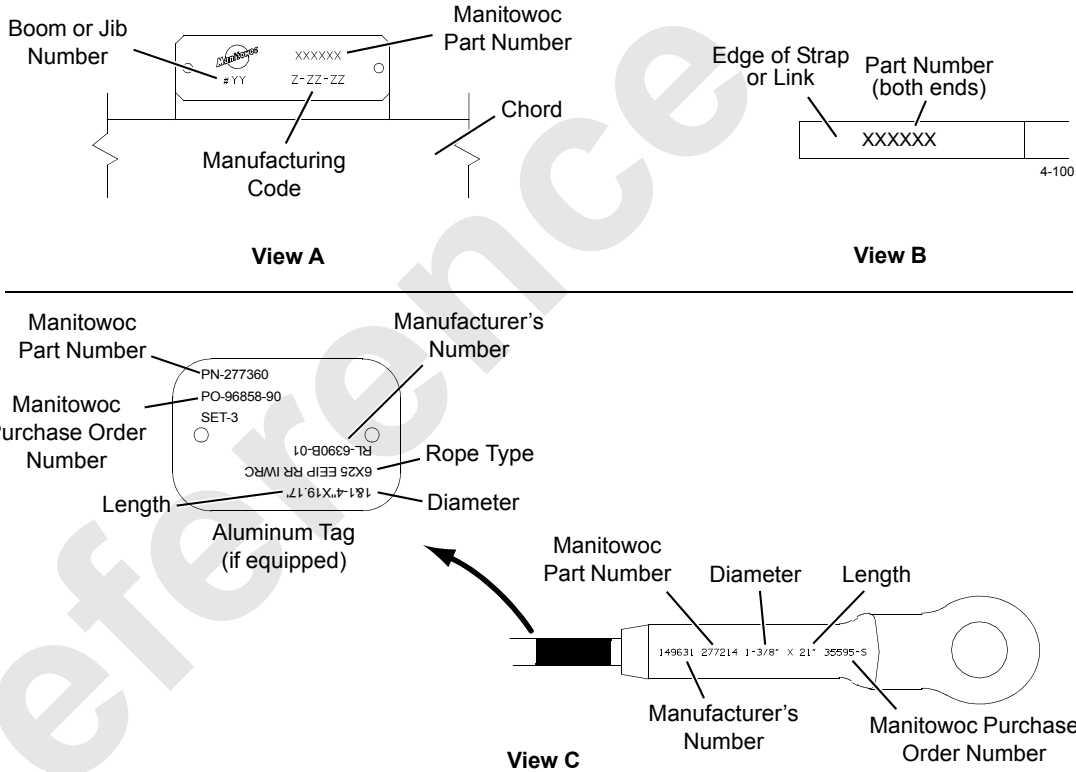 Boom or Jib
Number
Manitowoc
Part Number
Manitowoc
XXXXXX
#YY
Z-ZZ-ZZ
Chord
Manufacturing
Code
View A
Edge of Strap
or Link
Part Number
(both ends)
XXXXXX
4-100
View B
Manitowoc
Part Number
Manufacturer's
Number
PN-277360
PO-96858-90
SET-3
Manitowoc
Purchase Order
Number
RL-6390B-01
6X25 EEIP RR IWRC
1&1-4"X19.17'
Rope Type
Length
Diameter
Aluminum Tag
(if equipped)
Manitowoc
Part Number
Diameter
Length
149631 277214 1-3/8" X 21" 35595-S
Manufacturer's
Number
Manitowoc Purchase
Order Number
View C
eference